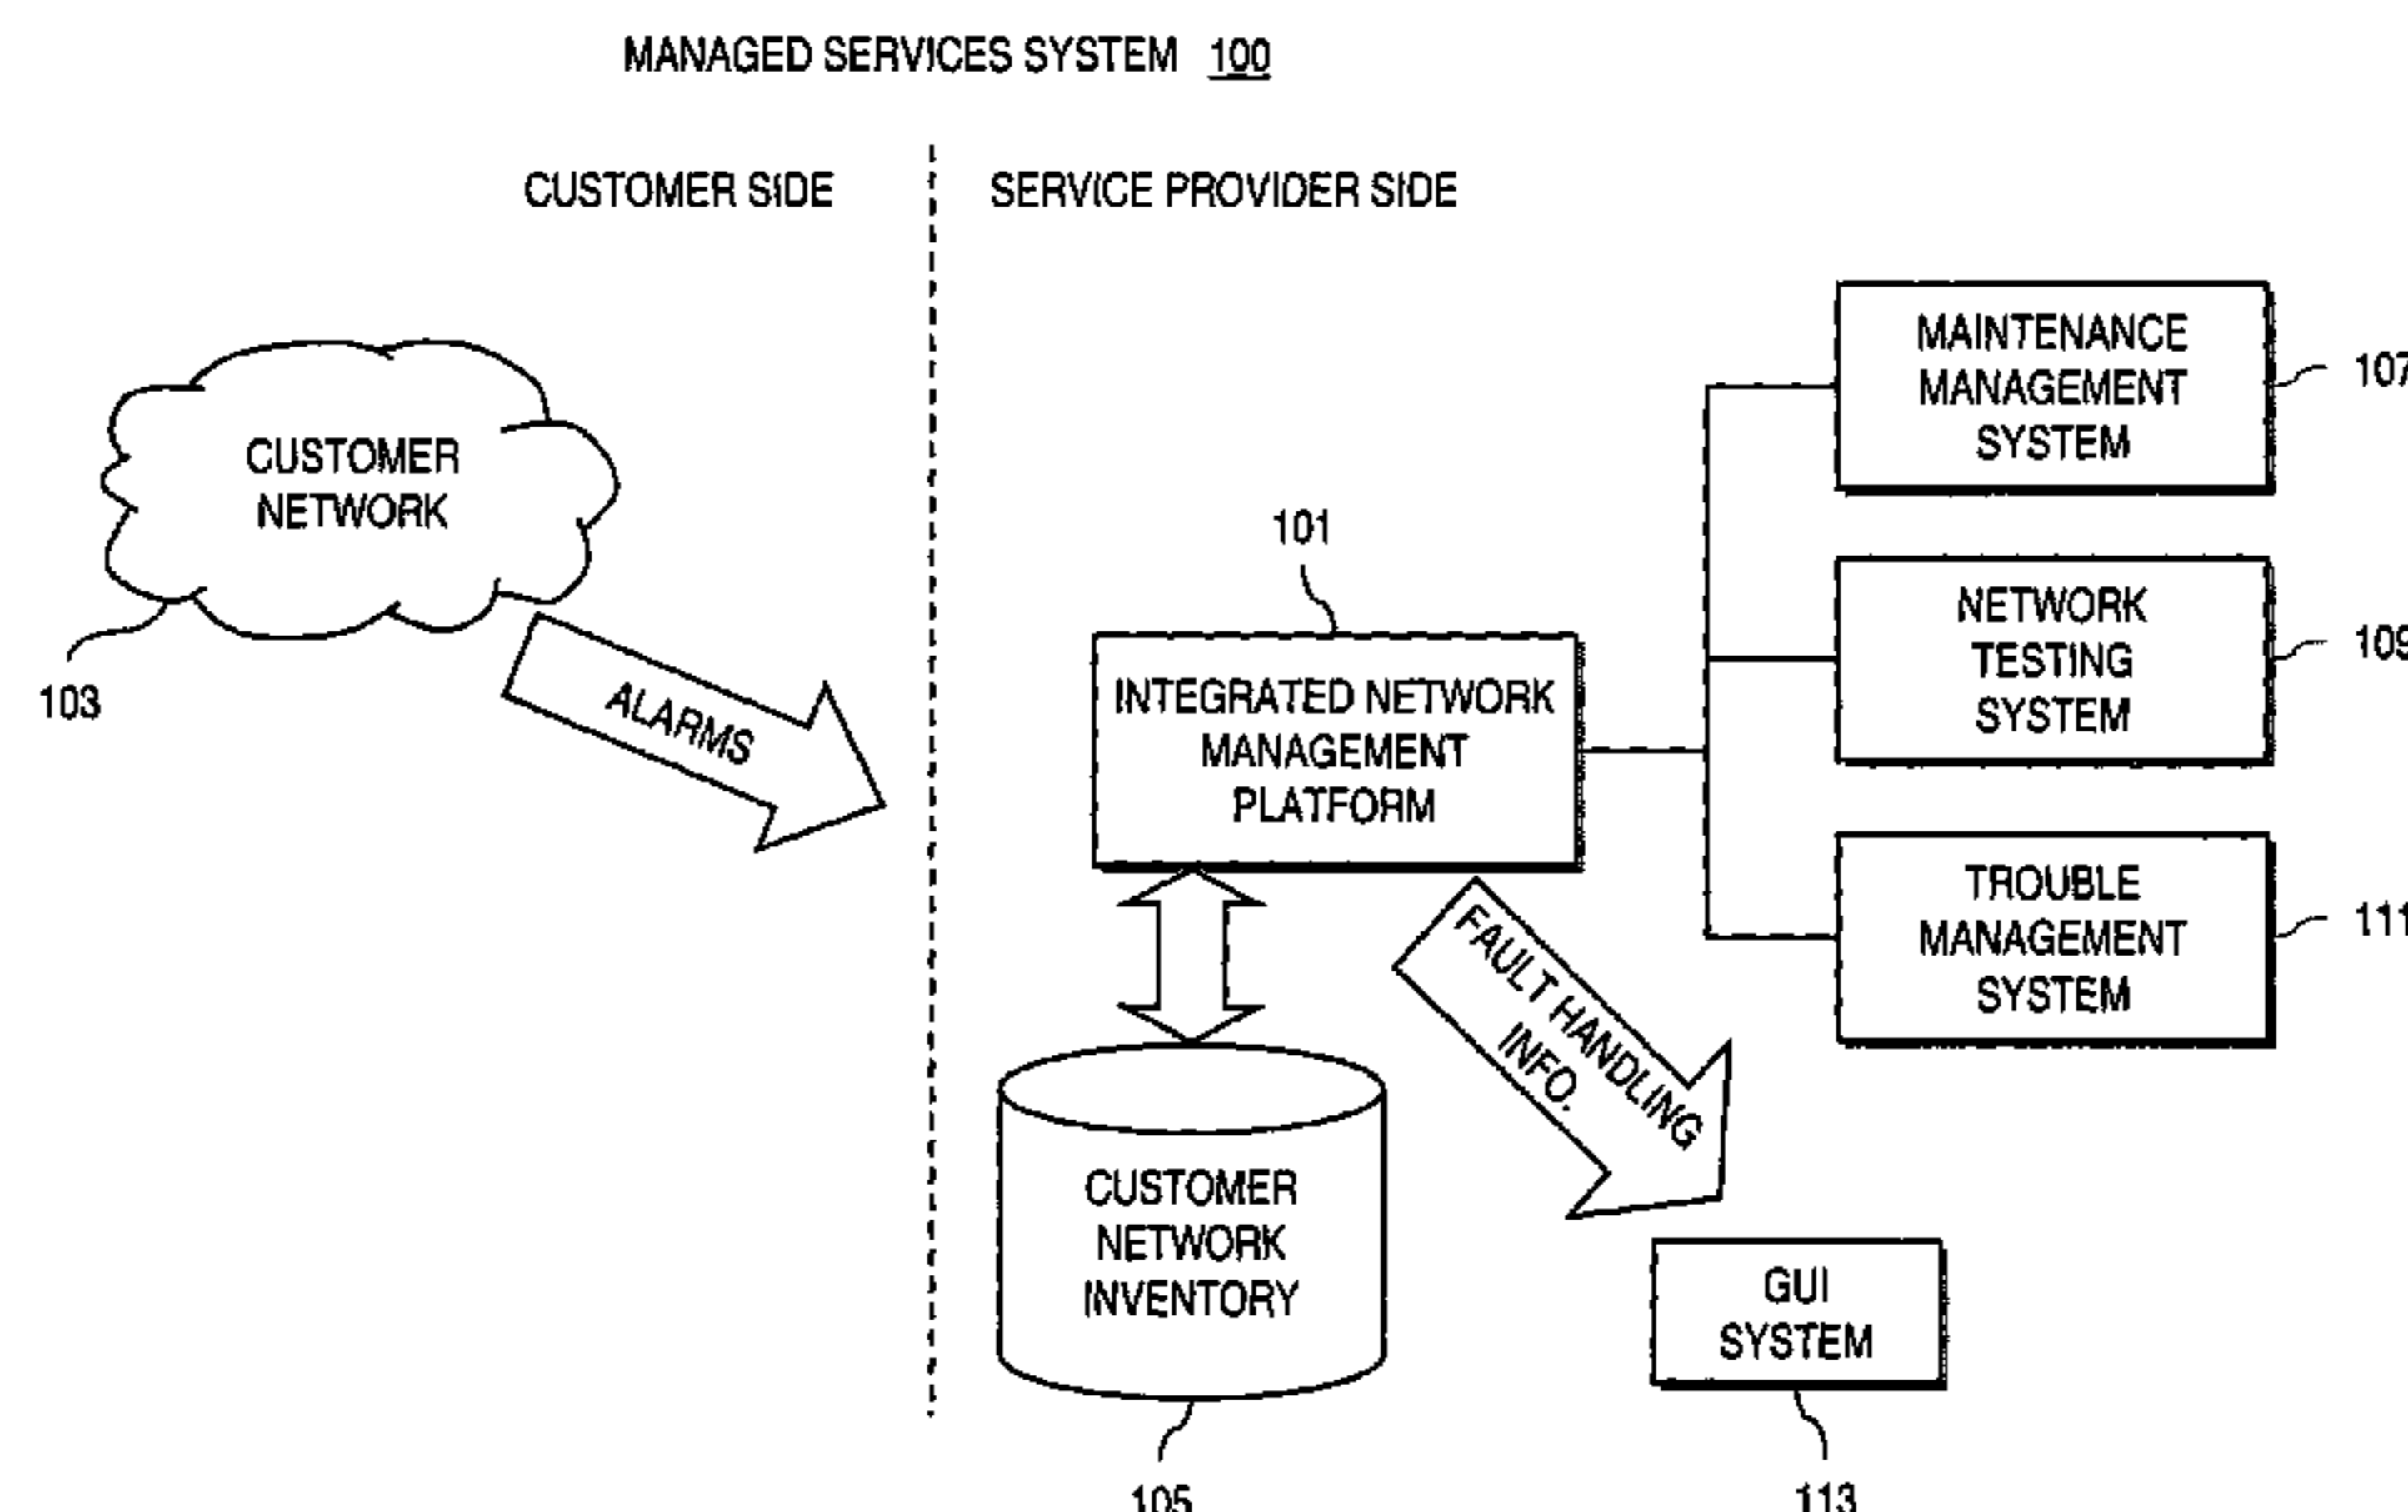 MANAGED SERVICES SYSTEM 100
CUSTOMER SIDE
SERVICE PROVIDER SIDE
CUSTOMER
NETWORK
103
ALARMS
101
INTEGRATED NETWORK
MANAGEMENT
PLATFORM
MAINTENANCE
MANAGEMENT
SYSTEM
107
NETWORK
TESTING
SYSTEM
109
TROUBLE
MANAGEMENT
SYSTEM
111
FAULT HANDLING
INFO.
CUSTOMER
NETWORK
INVENTORY
105
GUI
SYSTEM
113